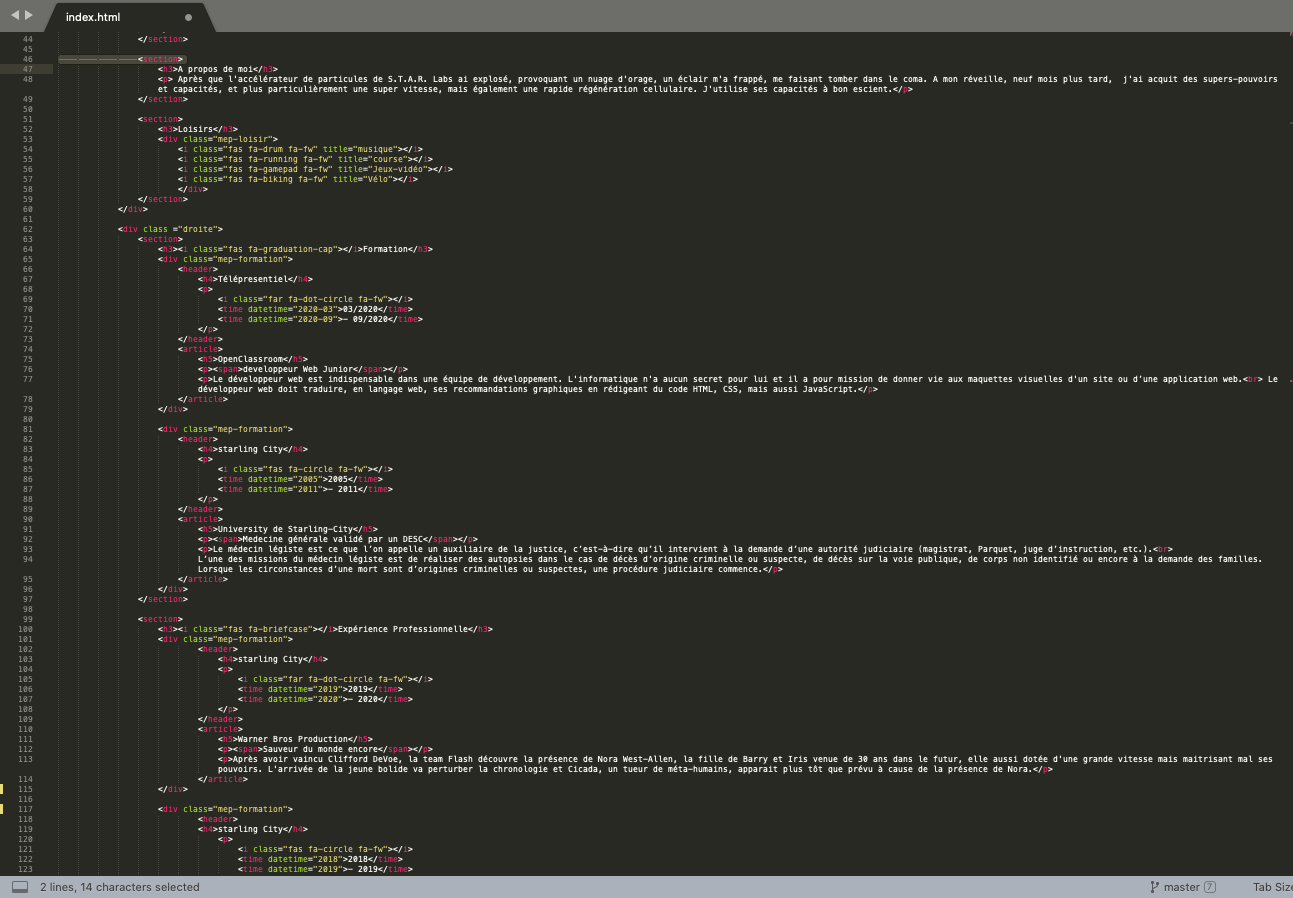 index.html
44 </section>
45
46 <section>
47 <h3>A propos de moi</h3>
48 <p> Après que l'accélérateur de particules de S.T.A.R. Labs ai explosé, provoquant un nuage d'orage, un éclair m'a frappé, me faisant tomber dans le coma. A mon réveille, neuf mois plus tard,  j'ai acquit des supers-pouvoirs
et capacités, et plus particulièrement une super vitesse, mais également une rapide régénération cellulaire. J'utilise ses capacités à bon escient.</p>
49 </section>
50
51 <section>
52 <h3>Loisirs</h3>
53 <div class="mep-loisir">
54 <i class="fas fa-drum fa-fw" title="musique"></i>
55 <i class="fas fa-running fa-fw" title="course"></i>
56 <i class="fas fa-gamepad fa-fw" title="Jeux-vidéo"></i>
57 <i class="fas fa-biking fa-fw" title="Vélo"></i>
58 </div>
59 </section>
60 </div>
61
62 <div class ="droite">
63 <section>
64 <h3><i class="fas fa-graduation-cap"></i>Formation</h3>
65 <div class="mep-formation">
66 <header>
67 <h4>Télépresentiel</h4>
68 <p>
69 <i class="far fa-dot-circle fa-fw"></i>
70 <time datetime="2020-03">03/2020</time>
71 <time datetime="2020-09">- 09/2020</time>
72 </p>
73 </header>
74 <article>
75 <h5>OpenClassroom</h5>
76 <p><span>developpeur Web Junior</span></p>
77 <p>Le développeur web est indispensable dans une équipe de développement. L'informatique n'a aucun secret pour lui et il a pour mission de donner vie aux maquettes visuelles d'un site ou d'une application web.<br> Le
développeur web doit traduire, en langage web, ses recommandations graphiques en rédigeant du code HTML, CSS, mais aussi JavaScript.</p>
78 </article>
79 </div>
80
81 <div class="mep-formation">
82 <header>
83 <h4>starling City</h4>
84 <p>
85 <i class="fas fa-circle fa-fw"></i>
86 <time datetime="2005">2005</time>
87 <time datetime="2011">- 2011</time>
88 </p>
89 </header>
90 <article>
91 <h5>University de Starling-City</h5>
92 <p><span>Medecine générale validé par un DESC</span></p>
93 <p>Le médecin légiste est ce que l'on appelle un auxiliaire de la justice, c'est-à-dire qu'il intervient à la demande d'une autorité judiciaire (magistrat, Parquet, juge d'instruction, etc.).<br>
94 L'une des missions du médecin légiste est de réaliser des autopsies dans le cas de décès d'origine criminelle ou suspecte, de décès sur la voie publique, de corps non identifié ou encore à la demande des familles.
Lorsque les circonstances d'une mort sont d'origines criminelles ou suspectes, une procédure judiciaire commence.</p>
95 </article>
96 </div>
97 </section>
98
99 <section>
100 <h3><i class="fas fa-briefcase"></i>Expérience Professionnelle</h3>
101 <div class="mep-formation">
102 <header>
103 <h4>starling City</h4>
104 <p>
105 <i class="far fa-dot-circle fa-fw"></i>
106 <time datetime="2019">2019</time>
107 <time datetime="2020">- 2020</time>
108 </p>
109 </header>
110 <article>
111 <h5>Warner Bros Production</h5>
112 <p><span>Sauveur du monde encore</span></p>
113 <p>Après avoir vaincu Clifford DeVoe, la team Flash découvre la présence de Nora West-Allen, la fille de Barry et Iris venue de 30 ans dans le futur, elle aussi dotée d'une grande vitesse mais maitrisant mal ses
pouvoirs. L'arrivée de la jeune bolide va perturber la chronologie et Cicada, un tueur de méta-humains, apparait plus tôt que prévu à cause de la présence de Nora.</p>
114 </article>
115 </div>
116
117 <div class="mep-formation">
118 <header>
119 <h4>starling City</h4>
120 <p>
121 <i class="fas fa-circle fa-fw"></i>
122 <time datetime="2018">2018</time>
123 <time datetime="2019">- 2019</time>
2 lines, 14 characters selected
master 7
Tab Size